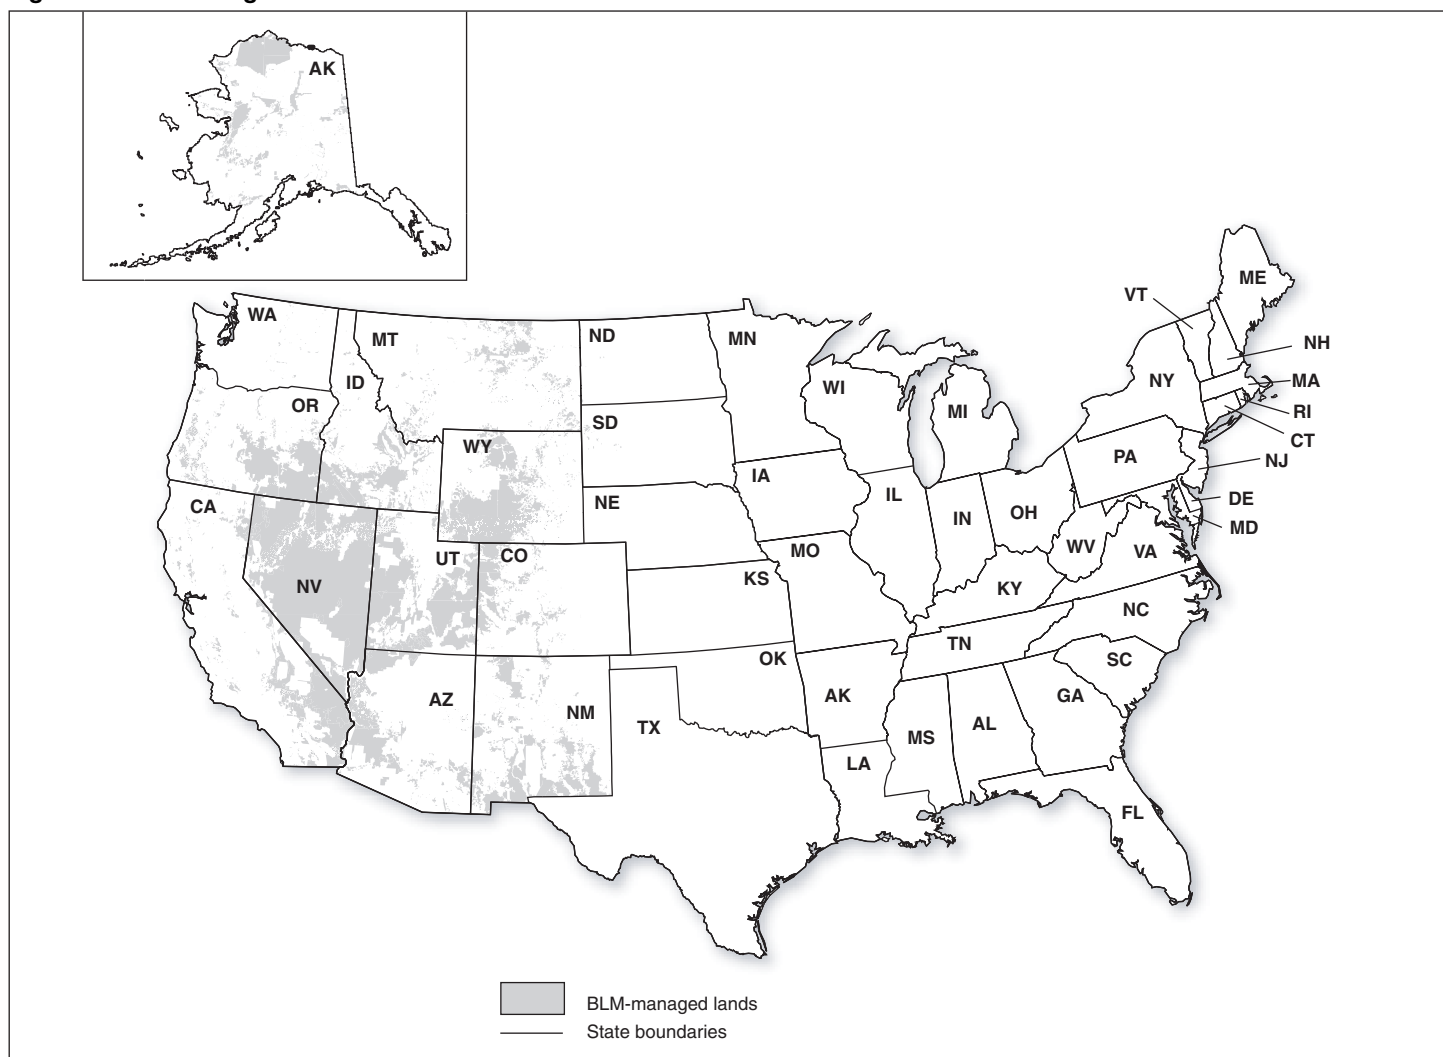 AK
ME
VT
WA
NH
MT
ND
MN
NY
ID
WI
MA
OR
MI
RI
SD
CT
WY
PA
NJ
IA
IL
DE
CA
NE
OH
IN
MD
WV
VA
MO
UT
CO
KS
NV
KY
NC
TN
OK
SC
AZ
AK
GA
NM
TX
AL
MS
LA
FL
BLM-managed lands
State boundaries